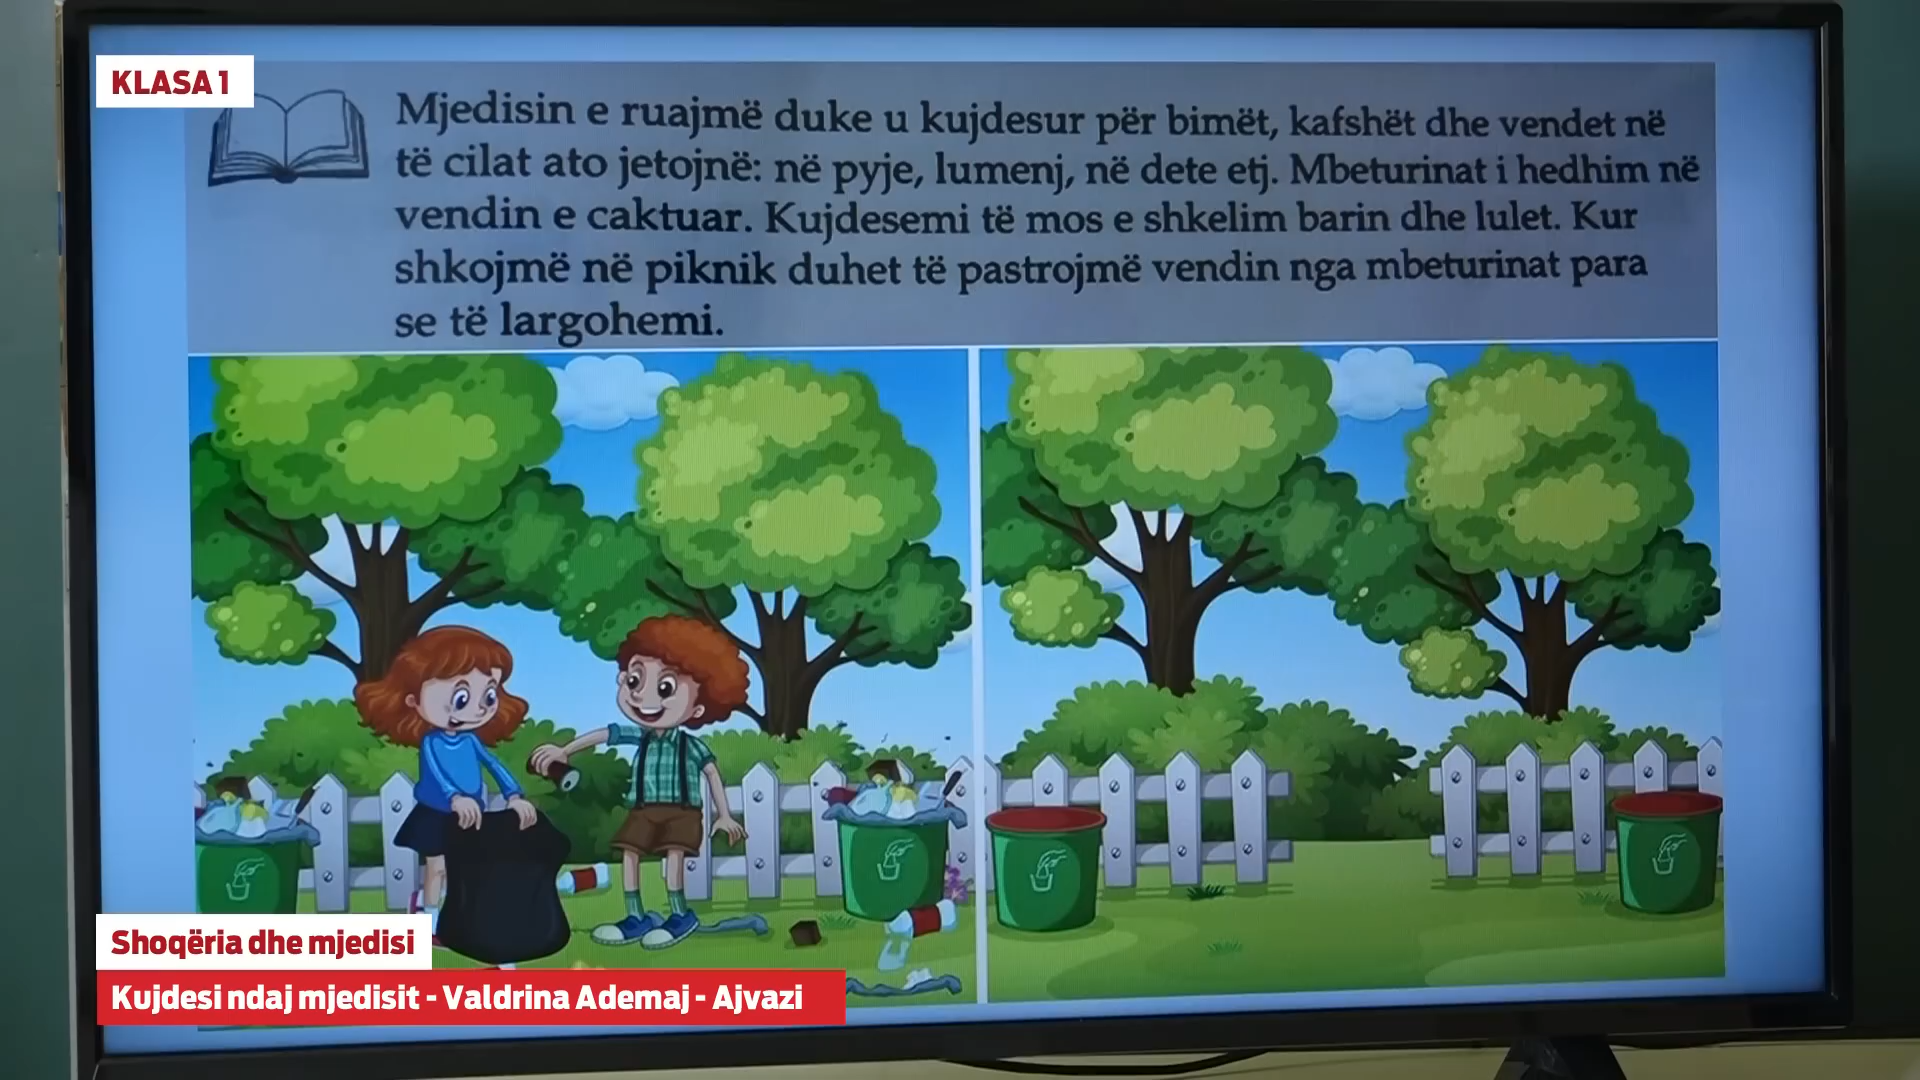 KLASA 1
Mjedisin e ruajmë duke u kujdesur për bimët, kafshët dhe vendet në
të cilat ato jetojnë: në pyje, lumenj, në dete etj. Mbeturinat i hedhim në
vendin e caktuar. Kujdesemi të mos e shkelim barin dhe lulet. Kur
shkojmë në piknik duhet të pastrojmë vendin nga mbeturinat para
se të largohemi.
Shoqëria dhe mjedisi
Kujdesi ndaj mjedisit - Valdrina Ademaj - Ajvazi